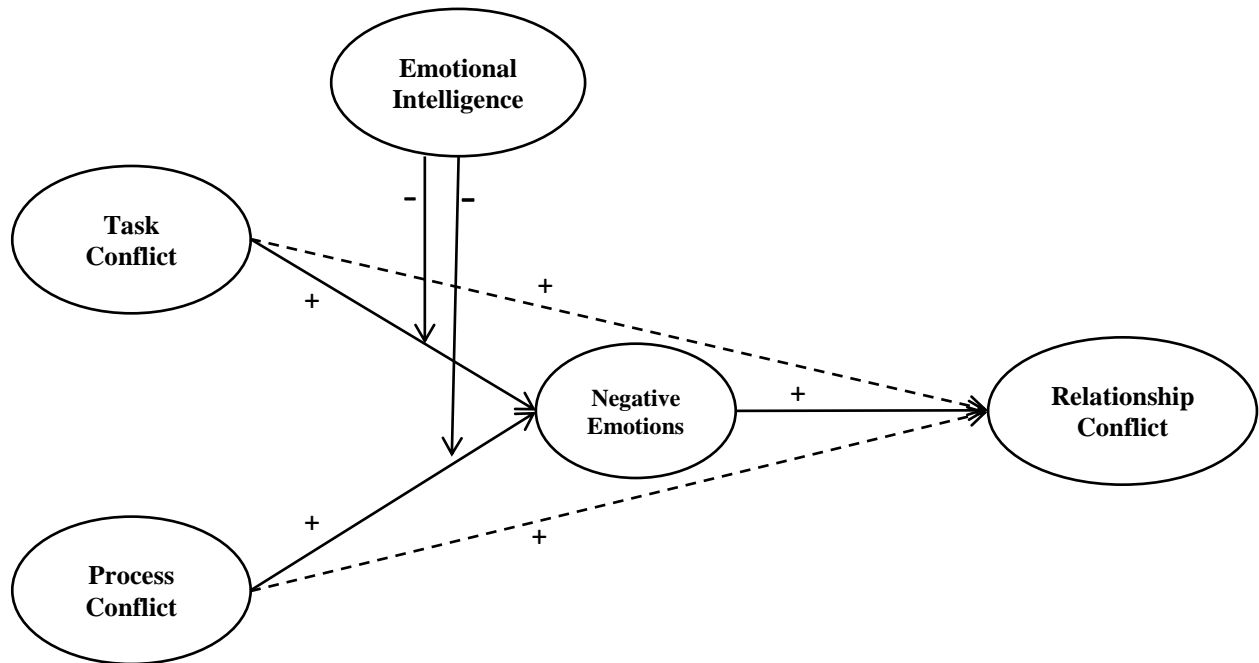 Emotional
Intelligence
-
-
Task
Conflict
+
+
Negative
Emotions
+
Relationship
Conflict
+
+
Process
Conflict